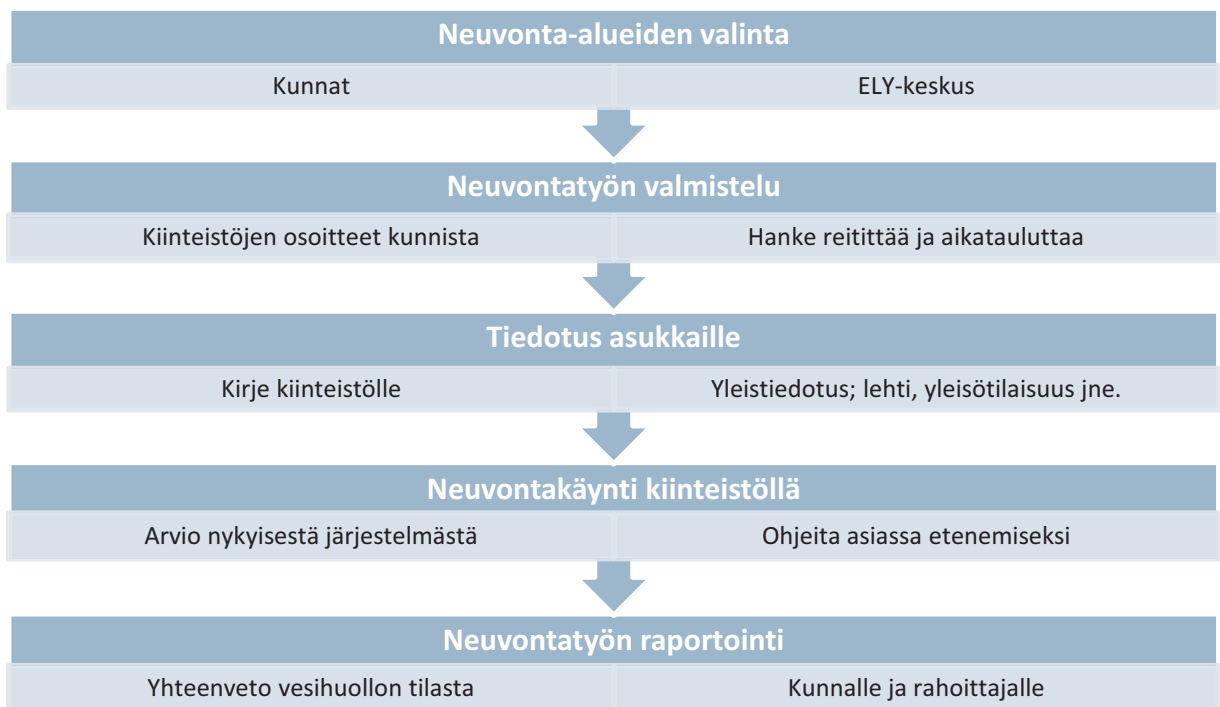 Neuvonta-alueiden valinta
Kunnat
ELY-keskus
Neuvontatyön valmistelu
Kiinteistöjen osoitteet kunnista
Hanke reitittää ja aikatauluttaa
Tiedotus asukkaille
Kirje kiinteistölle
Yleistiedotus; lehti, yleisötilaisuus jne.
Neuvontakäynti kiinteistöllä
Arvio nykyisestä järjestelmästä
Ohjeita asiassa etenemiseksi
Neuvontatyön raportointi
Yhteenveto vesihuollon tilasta
Kunnalle ja rahoittajalle